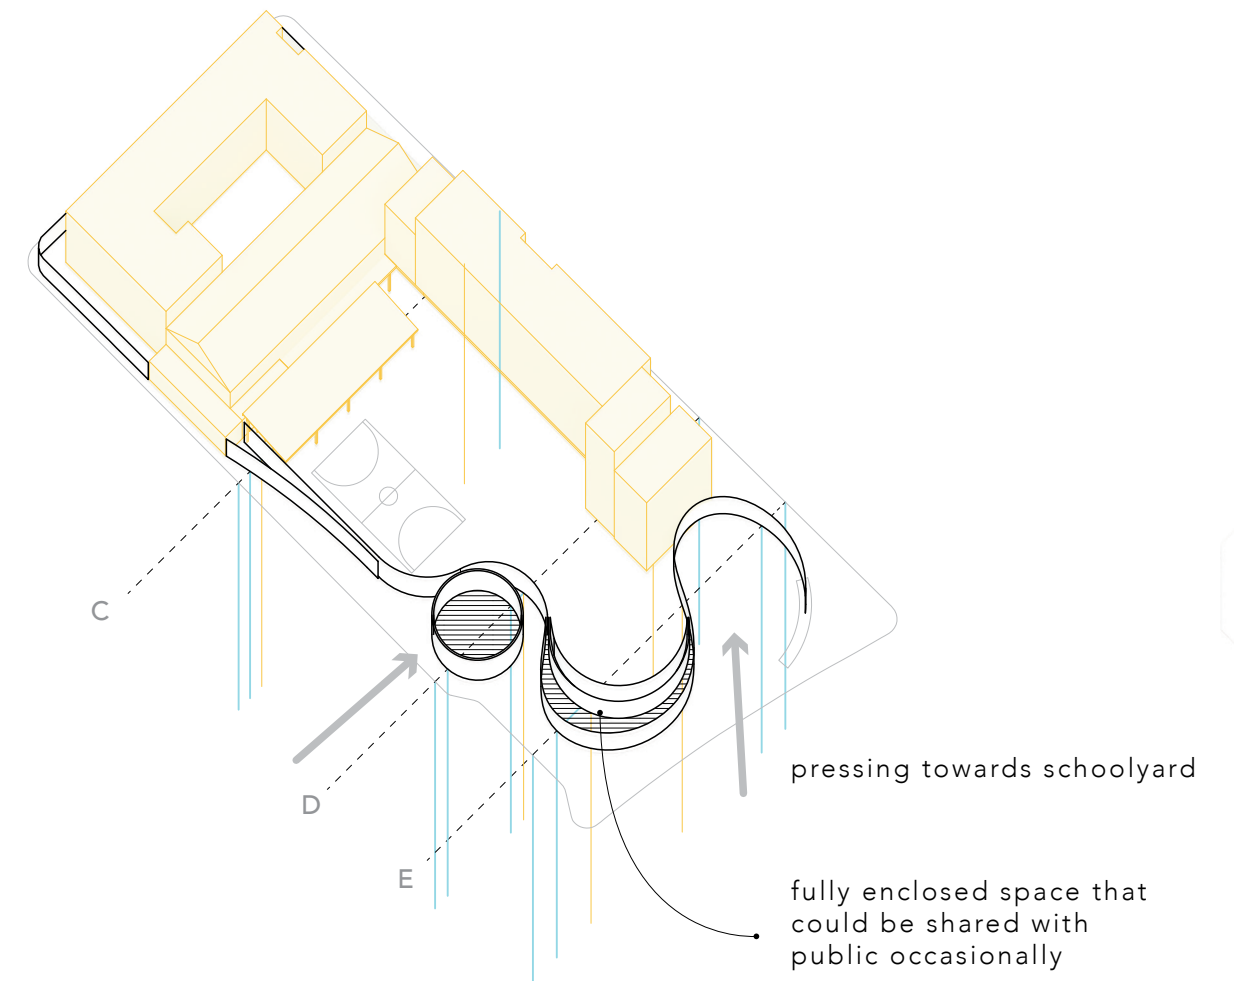 C
D
pressing towards schoolyard
E
fully enclosed space that
could be shared with
public occasionally